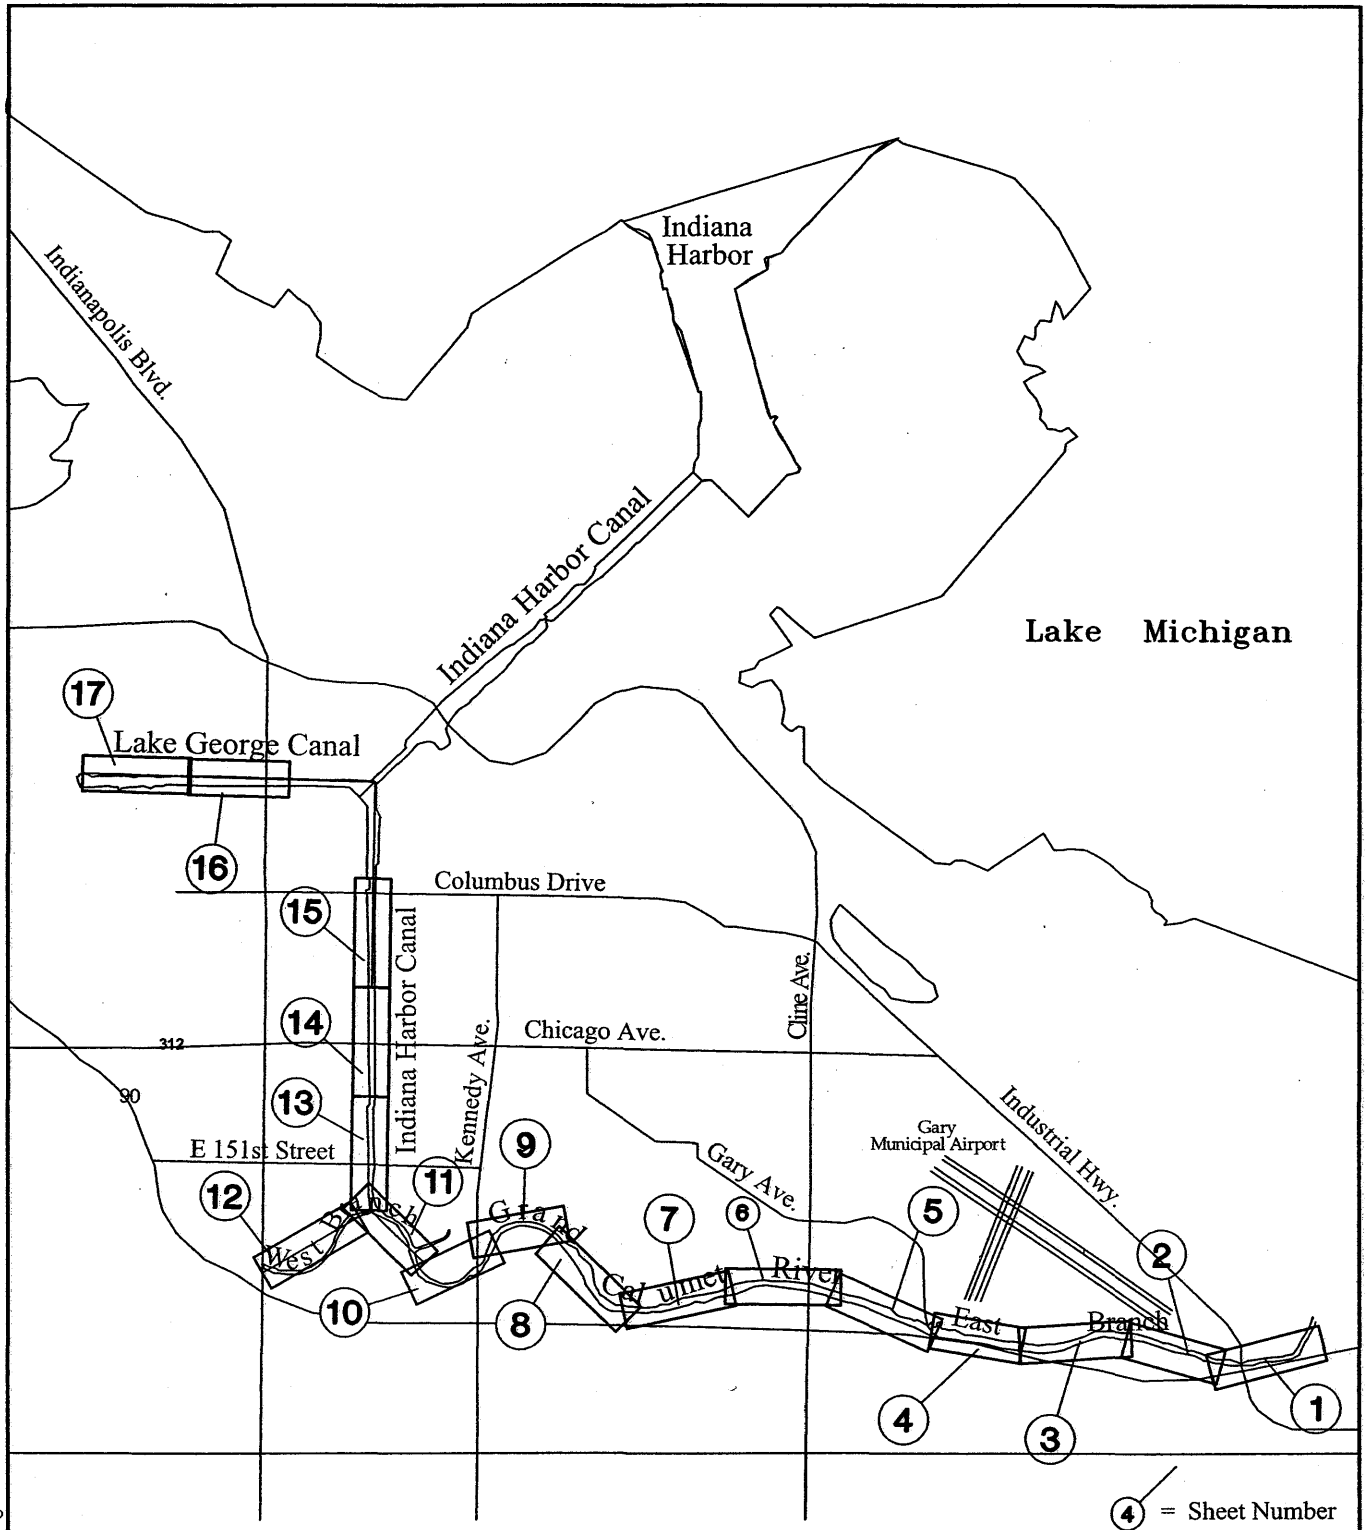 Indiana
Harbor
Indianapolis Blvd.
Indiana Harbor Canal
Lake Michigan
17
Lake George Canal
16
Columbus Drive
15
Indiana Harbor Canal
Cline Ave.
14
Chicago Ave.
312
Kennedy Ave.
90
13
Industrial Hwy.
Gary
Municipal Airport
9
E 151st Street
Gary Ave.
11
12
West Branch
Grand
7
6
5
2
Calumet
River
10
8
East
Branch
4
3
1
4 = Sheet Number